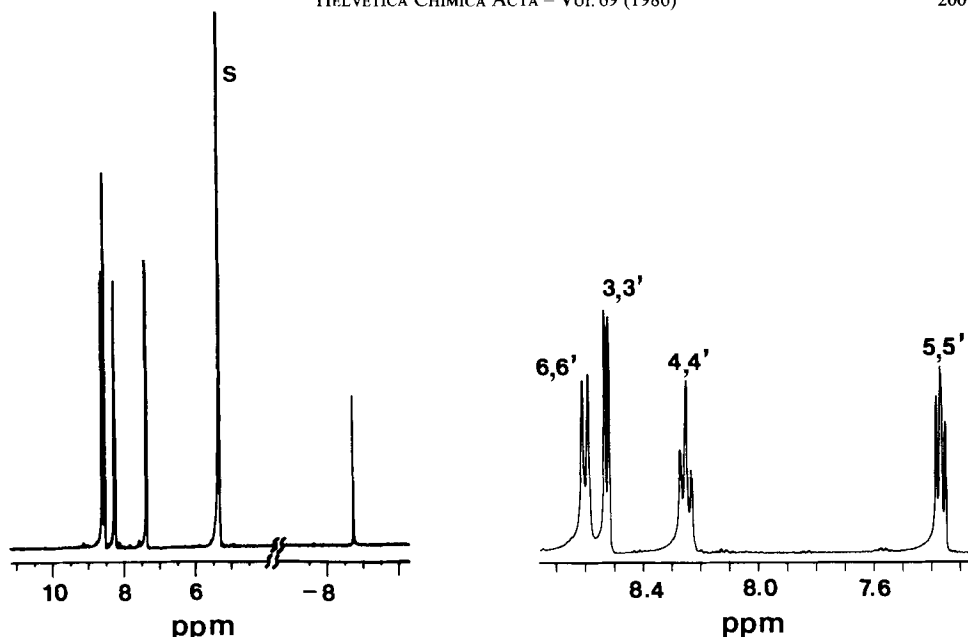 HELVETICA CHIMICA ACTA – Vol. 69 (1986)
S
3,3'
6,6'
4,4'
5,5'
10 8 6 −8
8.4 8.0 7.6
ppm
ppm